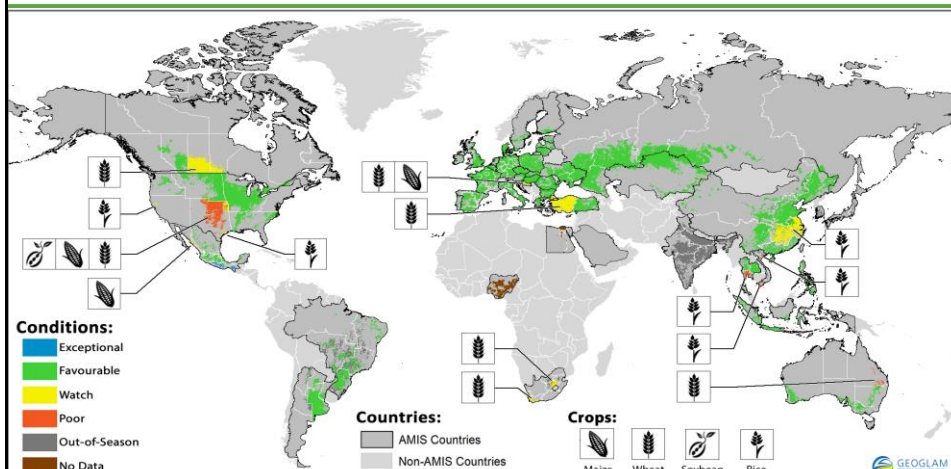 Conditions:
Exceptional
Favourable
Watch
Poor
Out-of-Season
No Data
Countries:
AMIS Countries
Non-AMIS Countries
Crops:
Maize
Wheat
Soybean
Rice
GEOGLAM